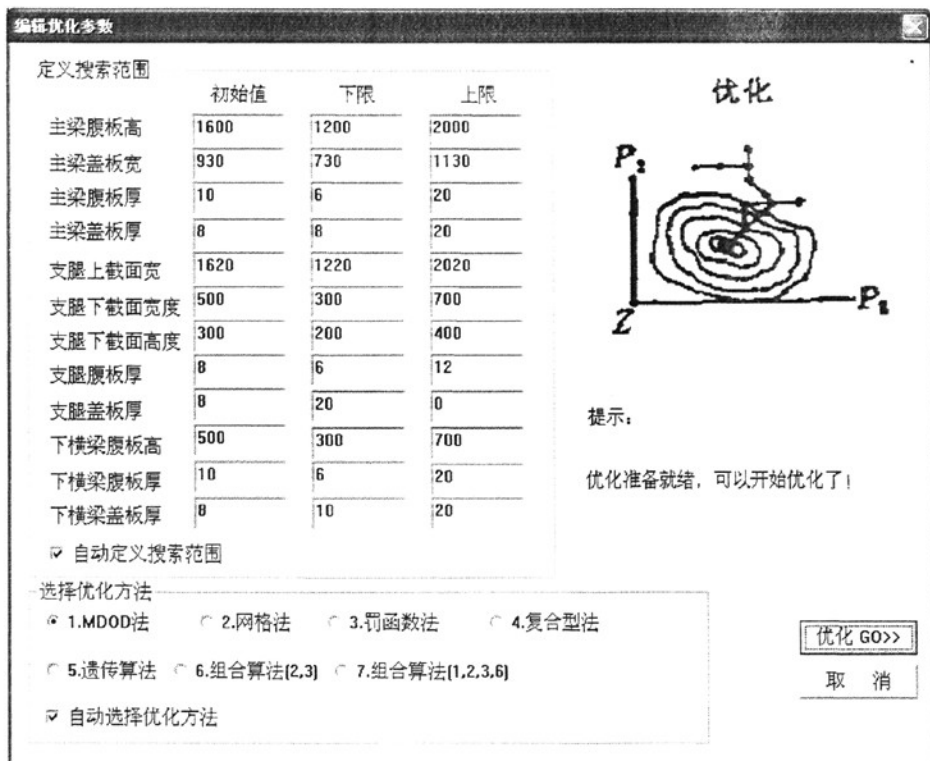 编辑优化参数
定义搜索范围
初始值 下限 上限
主梁腹板高 1600 1200 2000
主梁盖板宽 930 730 1130
主梁腹板厚 10 6 20
主梁盖板厚 8 8 20
支腿上截面宽 1620 1220 2020
支腿下截面宽度 500 300 700
支腿下截面高度 300 200 400
支腿腹板厚 8 6 12
支腿盖板厚 8 20 0
下横梁腹板高 500 300 700
下横梁腹板厚 10 6 20
下横梁盖板厚 8 10 20
自动定义搜索范围
优化
P₂
P₂
Z
提示：
优化准备就绪，可以开始优化了！
选择优化方法
1.MDOD法 2.网格法 3.罚函数法 4.复合型法
5.遗传算法 6.组合算法(2,3) 7.组合算法(1,2,3,6)
自动选择优化方法
优化 GO>>
取 消